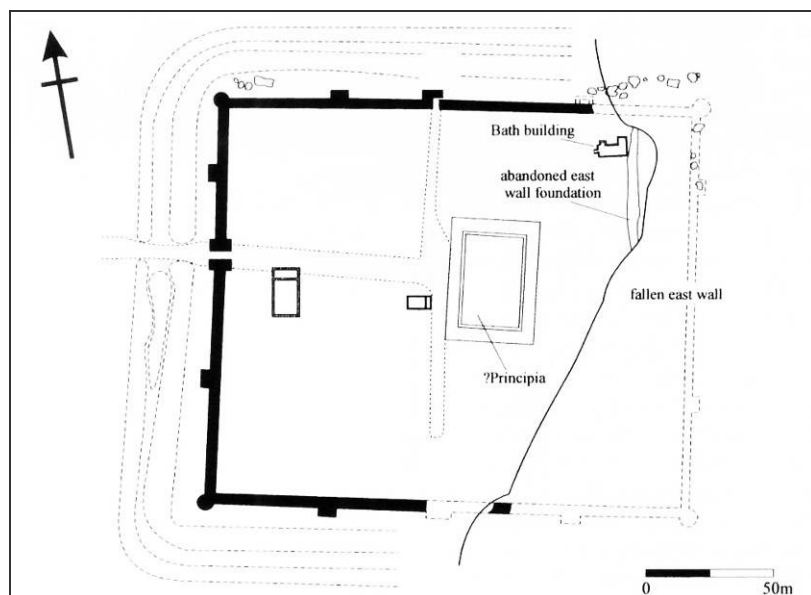 Bath building
abandoned east
wall foundation
fallen east wall
?Principia
0 50m